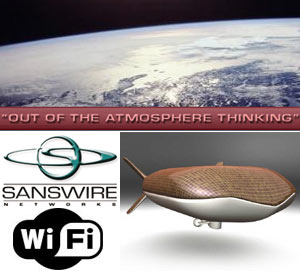 "OUT OF THE ATMOSPHERE THINKING"
SANSWIRE
NETWORKS
Wi Fi